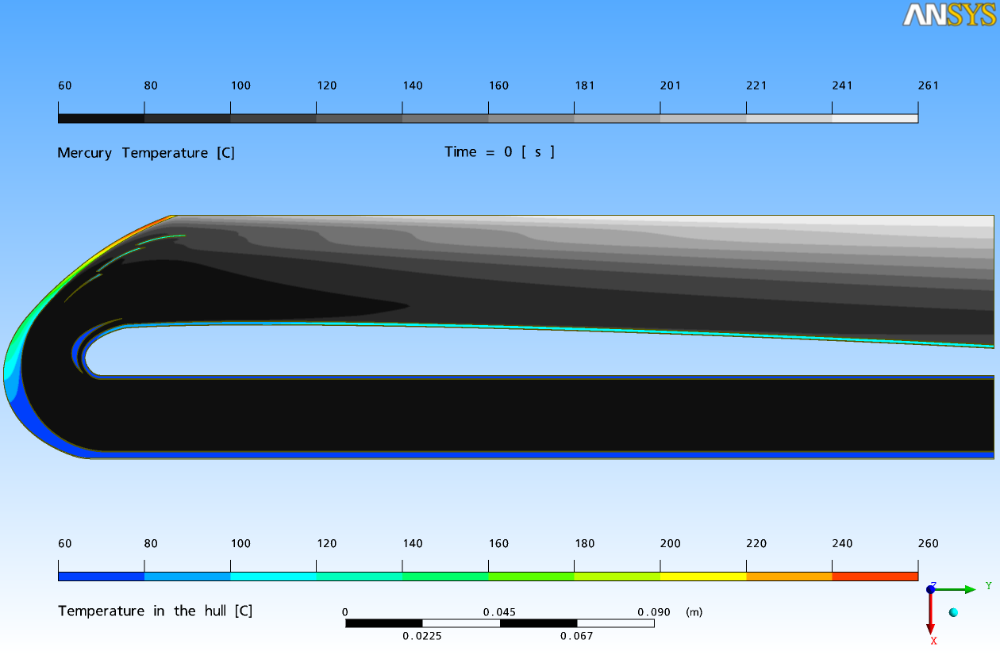 ANSYS
60 80 100 120 140 160 181 201 221 241 261
Mercury Temperature [C] Time = 0 [ s ]
60 80 100 120 140 160 180 200 220 240 260
Z Y
Temperature in the hull [C] 0 0.045 0.090 (m)
0.0225 0.067
X